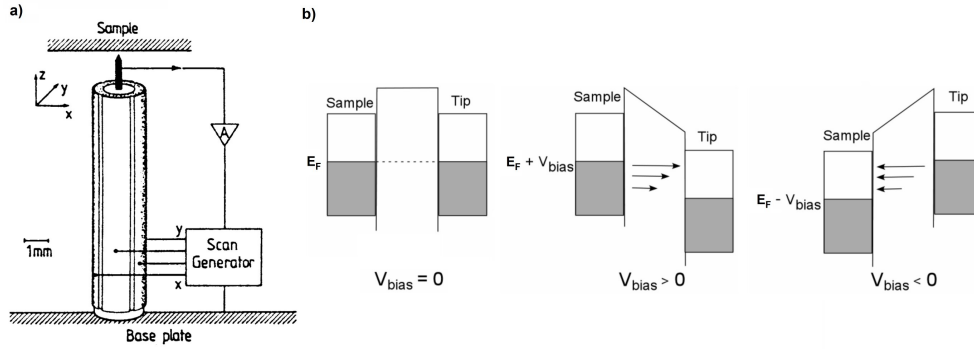 a)
Sample
z
y
x
A
y
Scan
Generator
x
1mm
Base plate
b)
Sample
Tip
E_F
V_bias = 0
Sample
Tip
E_F + V_bias
V_bias > 0
Tip
Sample
E_F - V_bias
V_bias < 0